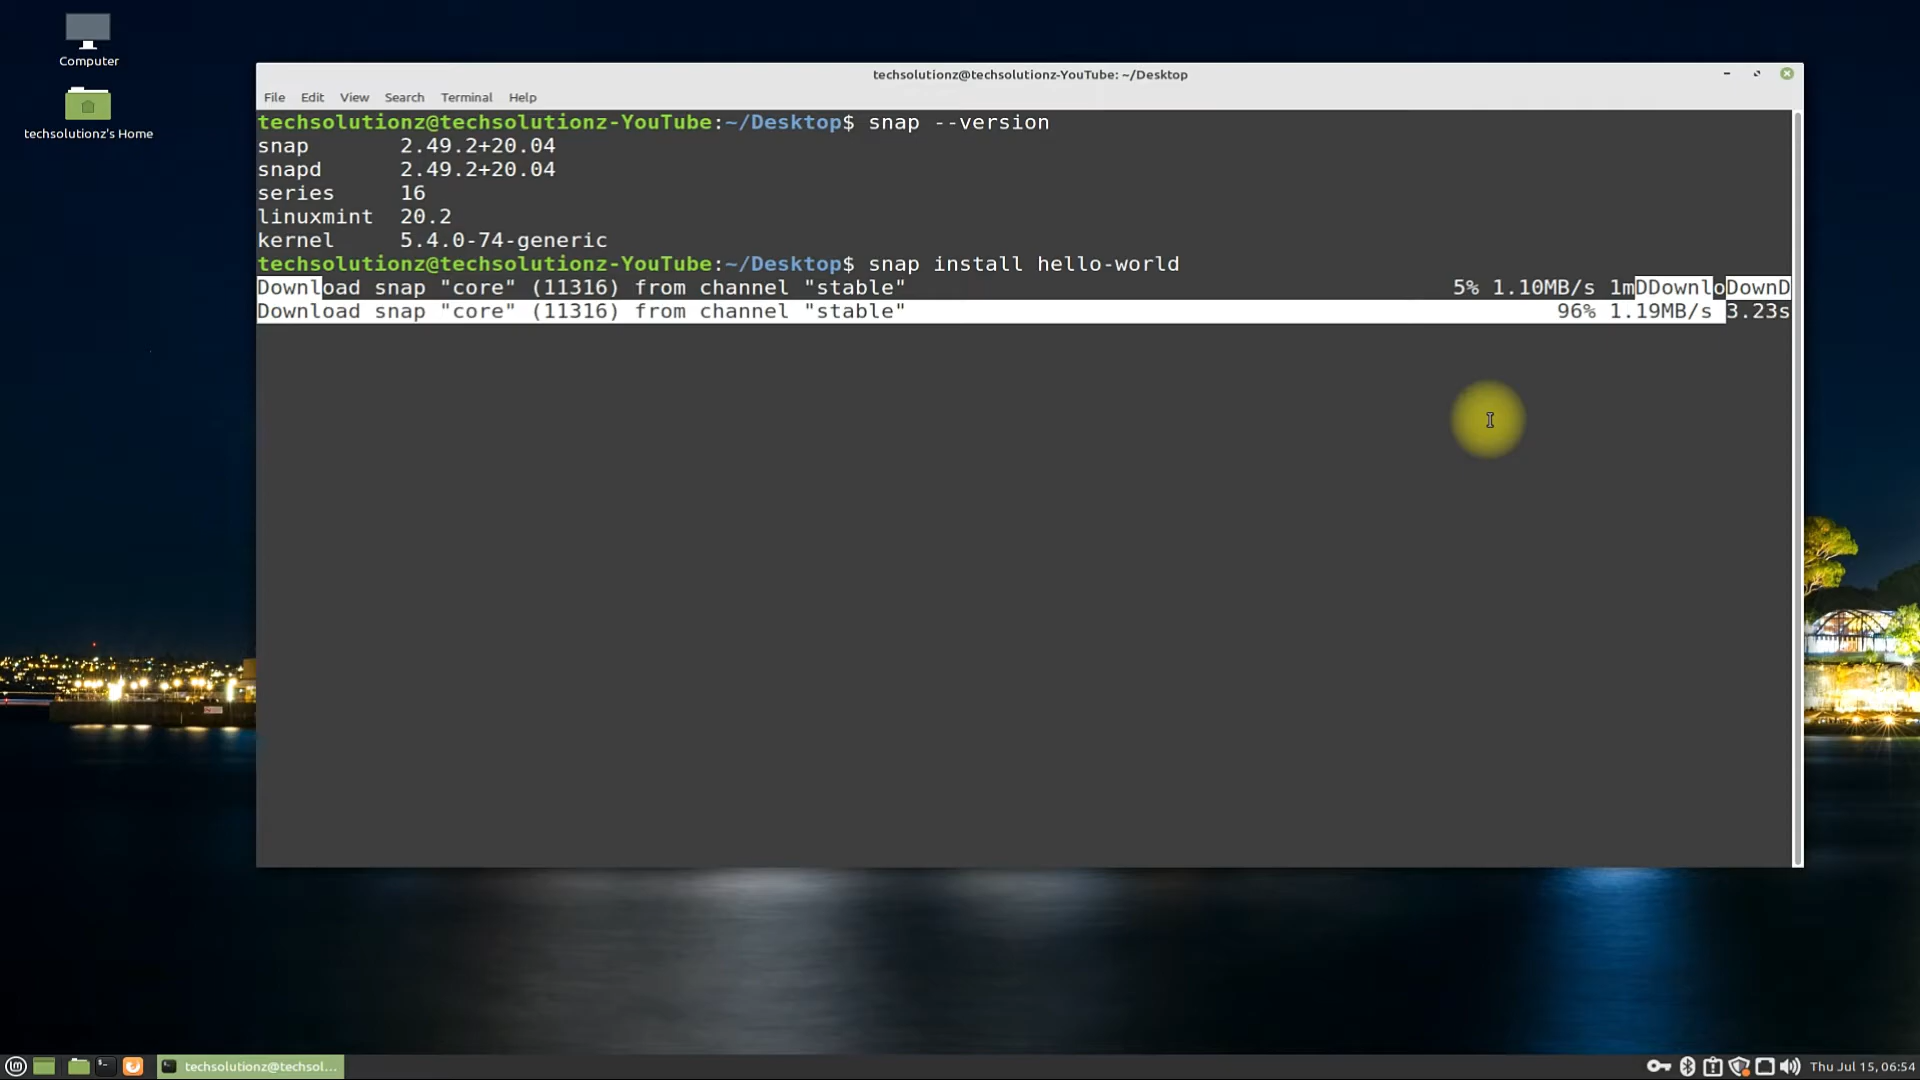 Computer
techsolutionz's Home
techsolutionz@techsolutionz-YouTube: ~/Desktop
File Edit View Search Terminal Help
techsolutionz@techsolutionz-YouTube:~/Desktop$ snap --version
snap 2.49.2+20.04
snapd 2.49.2+20.04
series 16
linuxmint 20.2
kernel 5.4.0-74-generic
techsolutionz@techsolutionz-YouTube:~/Desktop$ snap install hello-world
Download snap "core" (11316) from channel "stable" 5% 1.10MB/s 1mDDownloDownD
Download snap "core" (11316) from channel "stable" 96% 1.19MB/s 3.23s
techsolutionz@techsol...
Thu Jul 15, 06:54